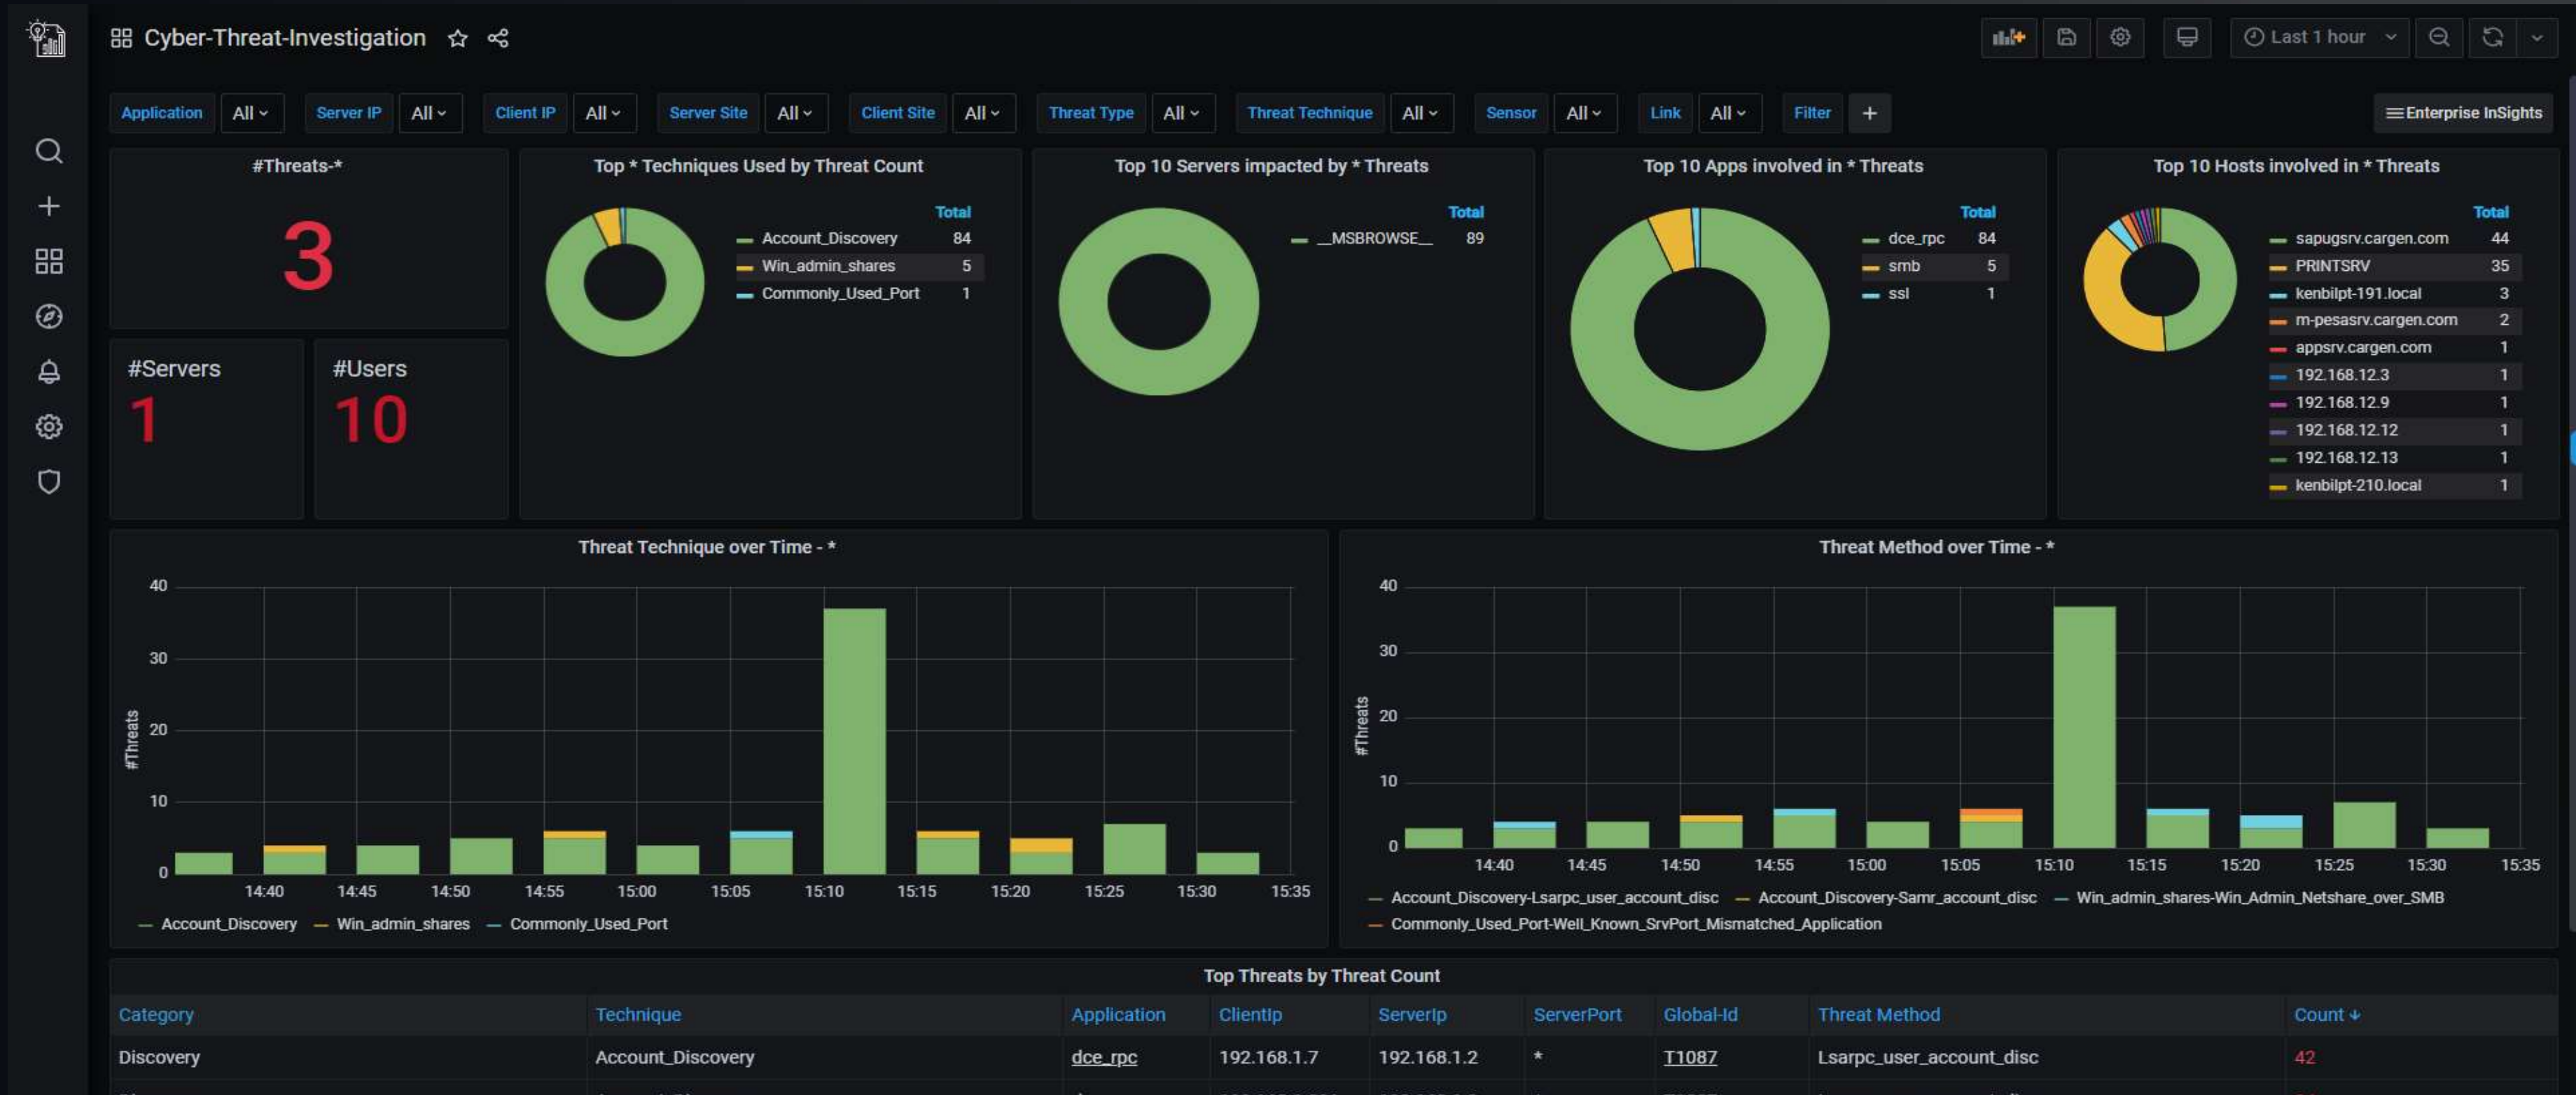 Cyber-Threat-Investigation
Last 1 hour
Application All Server IP All Client IP All Server Site All Client Site All Threat Type All Threat Technique All Sensor All Link All Filter + Enterprise InSights
#Threats-*
3
#Servers
1
#Users
10
Top * Techniques Used by Threat Count
Total
Account_Discovery 84
Win_admin_shares 5
Commonly_Used_Port 1
Top 10 Servers impacted by * Threats
Total
__MSBROWSE__ 89
Top 10 Apps involved in * Threats
Total
dce_rpc 84
smb 5
ssl 1
Top 10 Hosts involved in * Threats
Total
sapugsrv.cargen.com 44
PRINTSRV 35
kenbilpt-191.local 3
m-pesasrv.cargen.com 2
appsrv.cargen.com 1
192.168.12.3 1
192.168.12.9 1
192.168.12.12 1
192.168.12.13 1
kenbilpt-210.local 1
Threat Technique over Time - *
#Threats
40
30
20
10
0
14:40 14:45 14:50 14:55 15:00 15:05 15:10 15:15 15:20 15:25 15:30 15:35
Account_Discovery Win_admin_shares Commonly_Used_Port
Threat Method over Time - *
#Threats
40
30
20
10
0
14:40 14:45 14:50 14:55 15:00 15:05 15:10 15:15 15:20 15:25 15:30 15:35
Account_Discovery-Lsarpc_user_account_disc Account_Discovery-Samr_account_disc Win_admin_shares-Win_Admin_Netshare_over_SMB
Commonly_Used_Port-Well_Known_SrvPort_Mismatched_Application
Top Threats by Threat Count
Category Technique Application ClientIp ServerIp ServerPort Global-Id Threat Method Count
Discovery Account_Discovery dce_rpc 192.168.1.7 192.168.1.2 * T1087 Lsarpc_user_account_disc 42